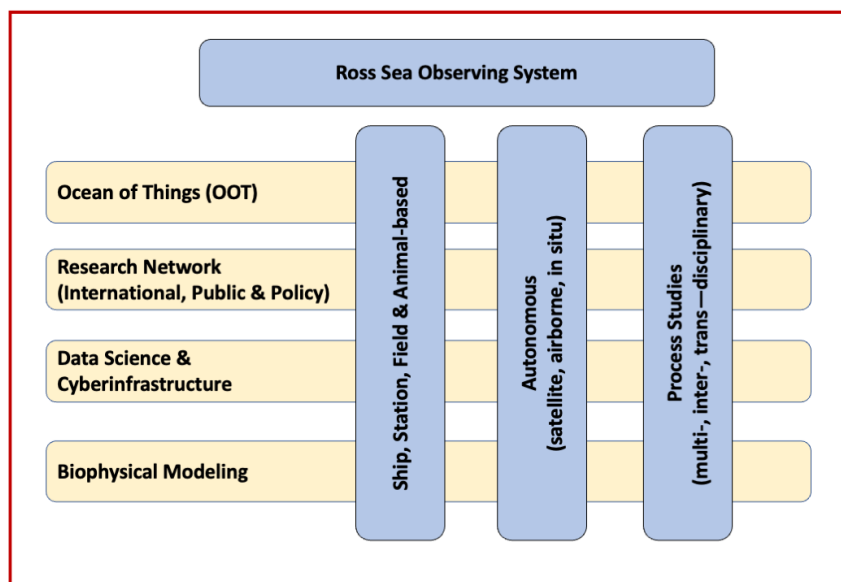 Ross Sea Observing System
Ocean of Things (OOT)
Research Network
(International, Public & Policy)
Data Science &
Cyberinfrastructure
Biophysical Modeling
Ship, Station, Field & Animal-based
Autonomous
(satellite, airborne, in situ)
Process Studies
(multi-, inter-, trans—disciplinary)